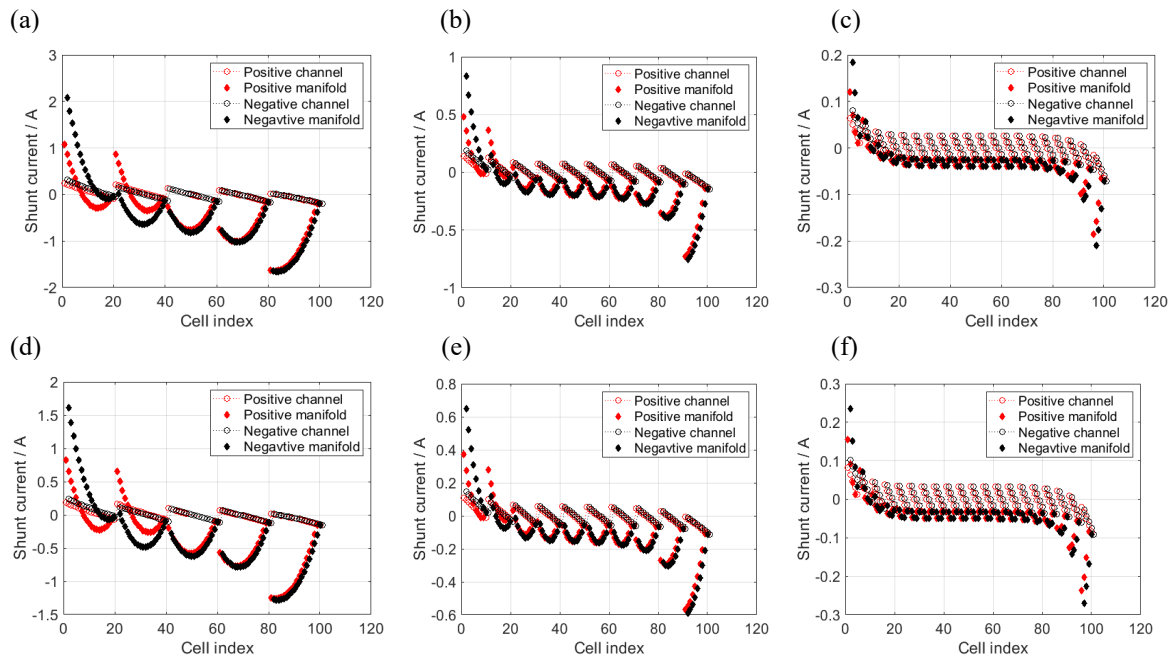 (a)
3
2
1
0
-1
-2
0
20
40
60
80
100
120
Shunt current / A
Cell index
Positive channel
Positive manifold
Negative channel
Negavtive manifold
(b)
1
0.5
0
-0.5
-1
0
20
40
60
80
100
120
Shunt current / A
Cell index
Positive channel
Positive manifold
Negative channel
Negavtive manifold
(c)
0.2
0.1
0
-0.1
-0.2
-0.3
0
20
40
60
80
100
120
Shunt current / A
Cell index
Positive channel
Positive manifold
Negative channel
Negavtive manifold
(d)
2
1.5
1
0.5
0
-0.5
-1
-1.5
0
20
40
60
80
100
120
Shunt current / A
Cell index
Positive channel
Positive manifold
Negative channel
Negavtive manifold
(e)
0.8
0.6
0.4
0.2
0
-0.2
-0.4
-0.6
0
20
40
60
80
100
120
Shunt current / A
Cell index
Positive channel
Positive manifold
Negative channel
Negavtive manifold
(f)
0.3
0.2
0.1
0
-0.1
-0.2
-0.3
0
20
40
60
80
100
120
Shunt current / A
Cell index
Positive channel
Positive manifold
Negative channel
Negavtive manifold